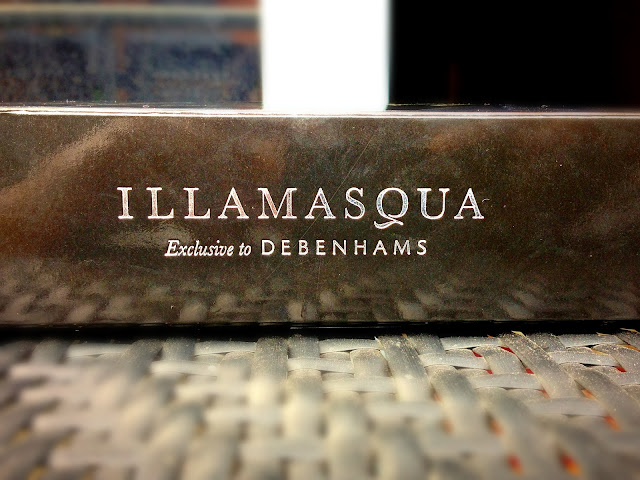 ILLAMASQUA
Exclusive to DEBENHAMS